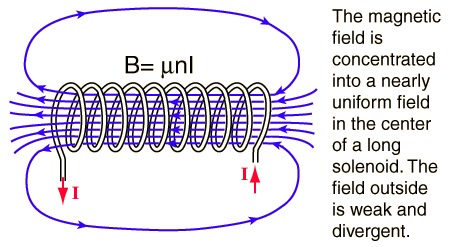 B= μnI
I
I
The magnetic
field is
concentrated
into a nearly
uniform field
in the center
of a long
solenoid. The
field outside
is weak and
divergent.